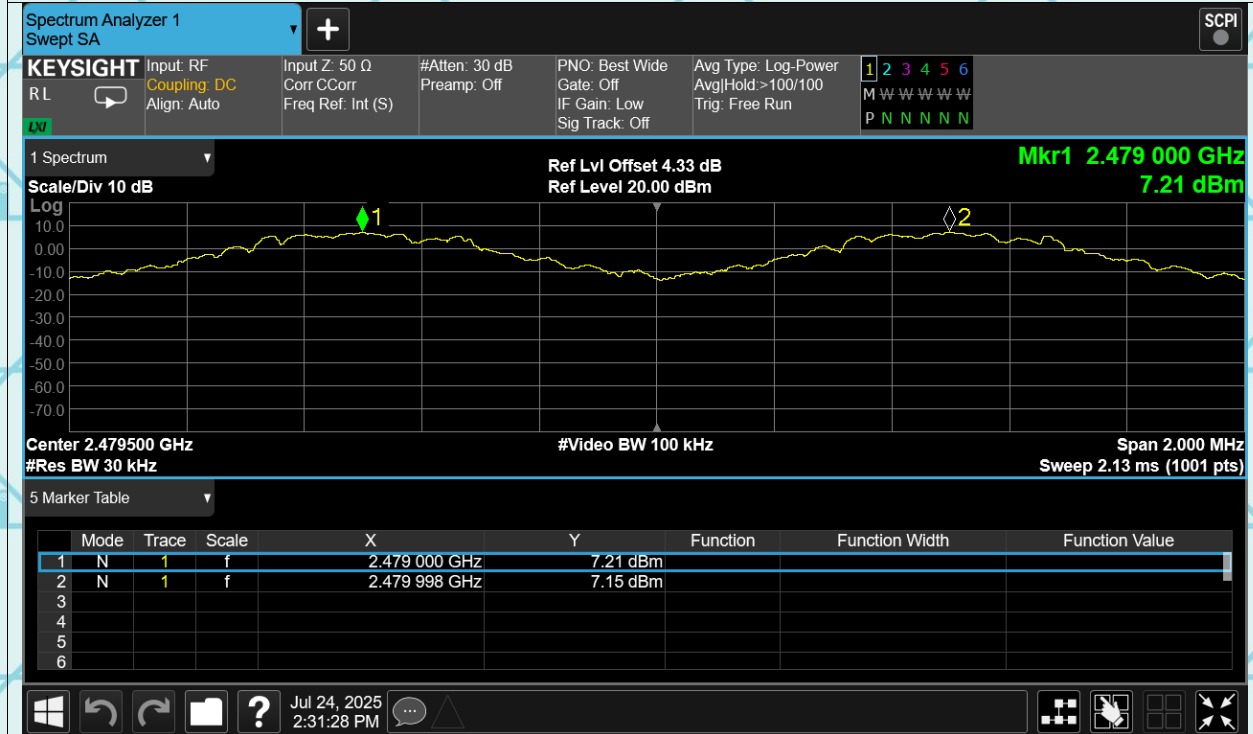 Spectrum Analyzer 1
Swept SA
+
SCPI
KEYSIGHT
RL
LXI
Input: RF
Coupling: DC
Align: Auto
Input Z: 50 Ω
Corr CCorr
Freq Ref: Int (S)
#Atten: 30 dB
Preamp: Off
PNO: Best Wide
Gate: Off
IF Gain: Low
Sig Track: Off
Avg Type: Log-Power
Avg|Hold:>100/100
Trig: Free Run
1 2 3 4 5 6
M W W W W W
P N N N N N
1 Spectrum
Scale/Div 10 dB
Ref Lvl Offset 4.33 dB
Ref Level 20.00 dBm
Mkr1 2.479 000 GHz
7.21 dBm
Log
10.0
0.00
-10.0
-20.0
-30.0
-40.0
-50.0
-60.0
-70.0
1
2
Center 2.479500 GHz
#Video BW 100 kHz
Span 2.000 MHz
#Res BW 30 kHz
Sweep 2.13 ms (1001 pts)
5 Marker Table
Mode Trace Scale X Y Function Function Width Function Value
1 N 1 f 2.479 000 GHz 7.21 dBm
2 N 1 f 2.479 998 GHz 7.15 dBm
3
4
5
6
?
Jul 24, 2025
2:31:28 PM